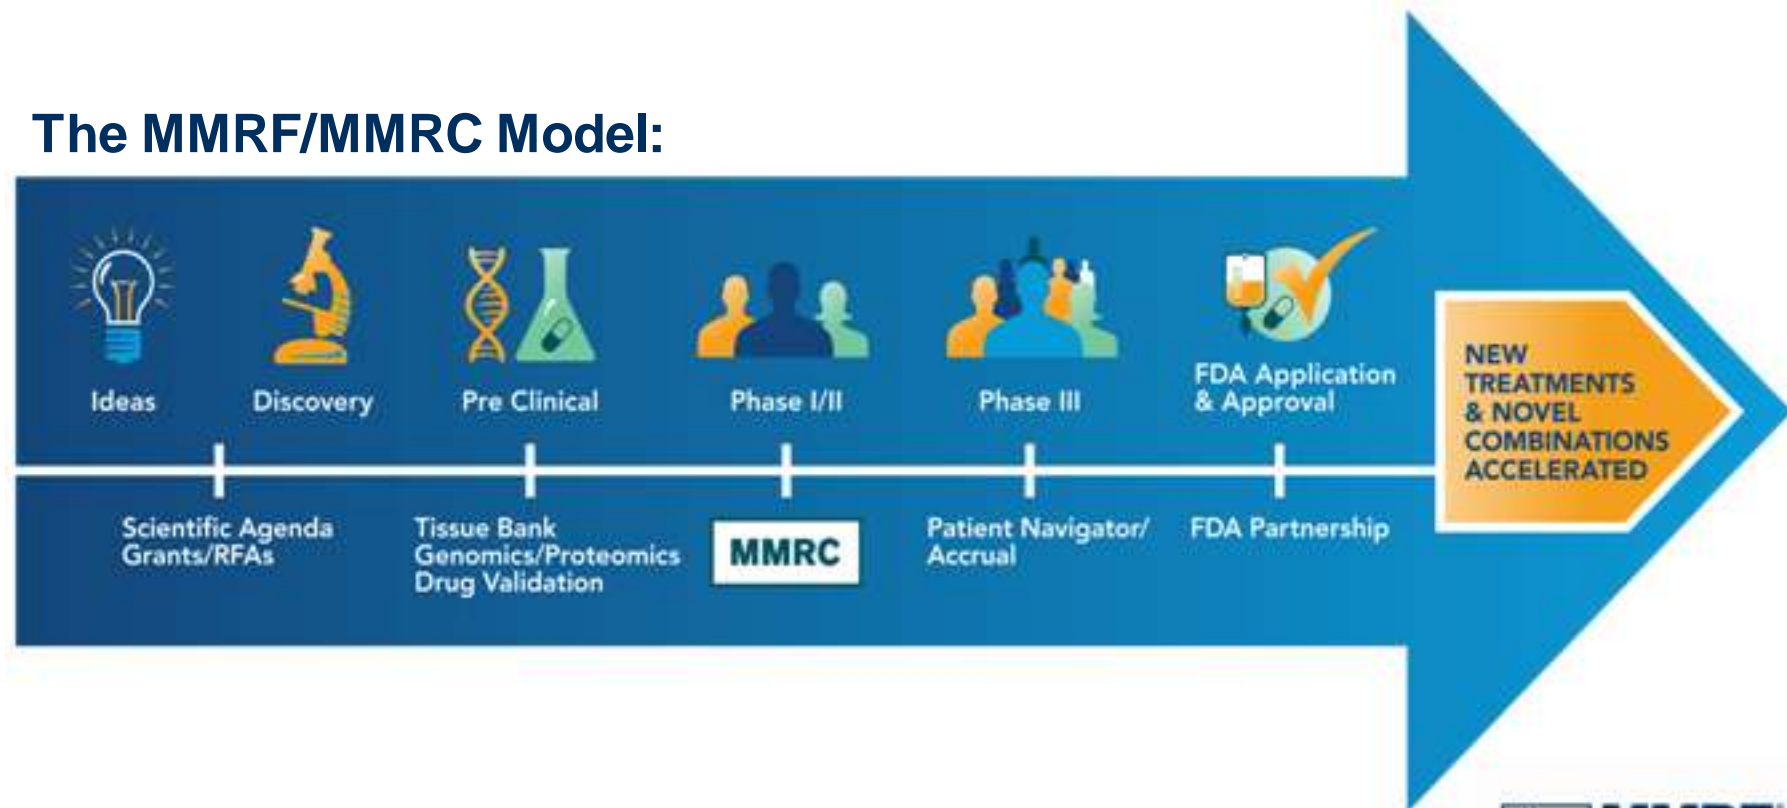 The MMRF/MMRC Model:
Ideas
Discovery
Pre Clinical
Phase I/II
Phase III
FDA Application
& Approval
Scientific Agenda
Grants/RFAs
Tissue Bank
Genomics/Proteomics
Drug Validation
MMRC
Patient Navigator/
Accrual
FDA Partnership
NEW
TREATMENTS
& NOVEL
COMBINATIONS
ACCELERATED